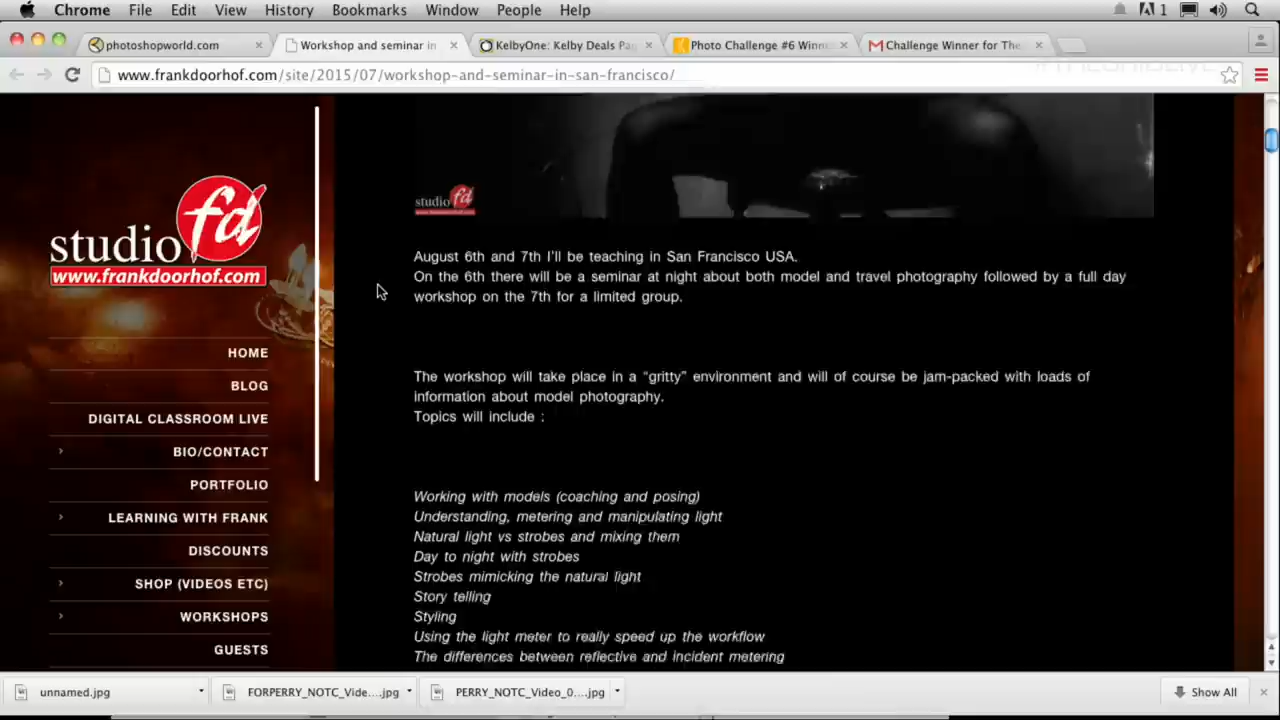 Chrome File Edit View History Bookmarks Window People Help
1
photoshopworld.com
Workshop and seminar in
KelbyOne: Kelby Deals Pa
Photo Challenge #6 Winn
Challenge Winner for The
www.frankdoorhof.com/site/2015/07/workshop-and-seminar-in-san-francisco/
studio fd
www.frankdoorhof.com
HOME
BLOG
DIGITAL CLASSROOM LIVE
BIO/CONTACT
PORTFOLIO
LEARNING WITH FRANK
DISCOUNTS
SHOP (VIDEOS ETC)
WORKSHOPS
GUESTS
studio fd
August 6th and 7th I'll be teaching in San Francisco USA.
On the 6th there will be a seminar at night about both model and travel photography followed by a full day
workshop on the 7th for a limited group.
The workshop will take place in a “gritty” environment and will of course be jam-packed with loads of
information about model photography.
Topics will include :
Working with models (coaching and posing)
Understanding, metering and manipulating light
Natural light vs strobes and mixing them
Day to night with strobes
Strobes mimicking the natural light
Story telling
Styling
Using the light meter to really speed up the workflow
The differences between reflective and incident metering
unnamed.jpg
FORPERRY_NOTC_Vide....jpg
PERRY_NOTC_Video_0....jpg
Show All